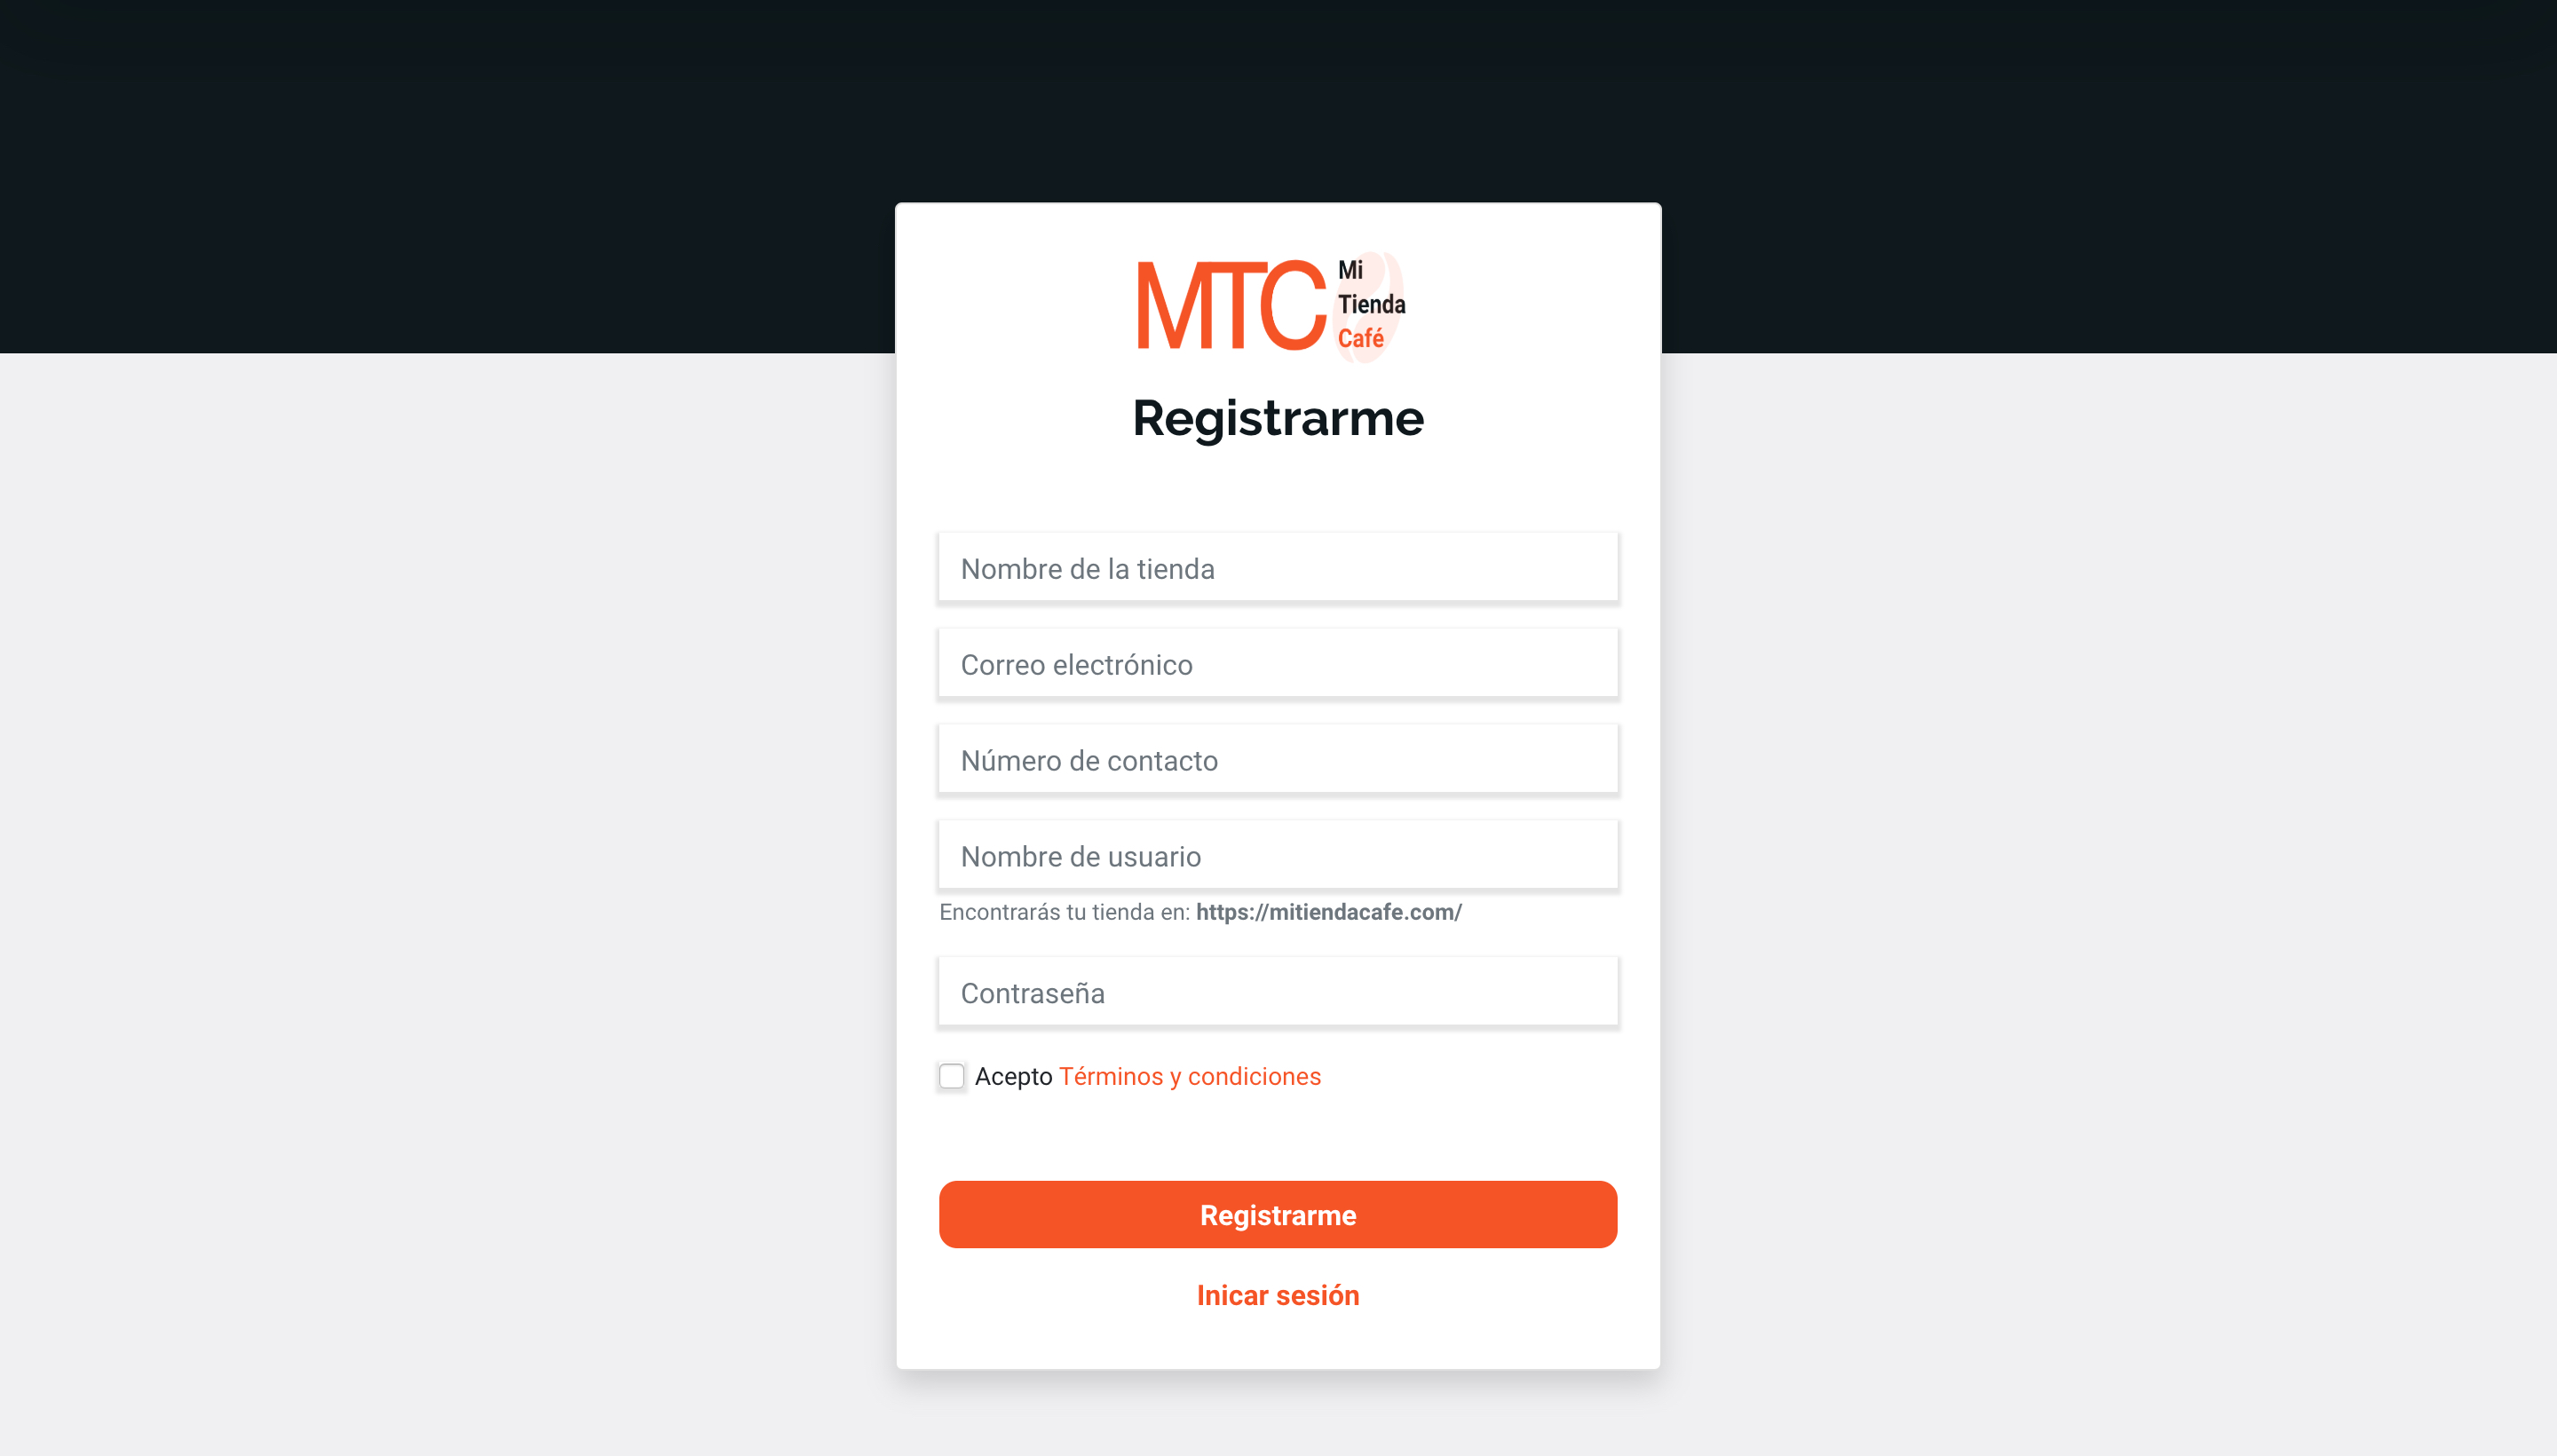 MTC
Mi
Tienda
Café
Registrarme
Nombre de la tienda
Correo electrónico
Número de contacto
Nombre de usuario
Encontrarás tu tienda en: https://mitiendacafe.com/
Contraseña
Acepto Términos y condiciones
Registrarme
Inicar sesión